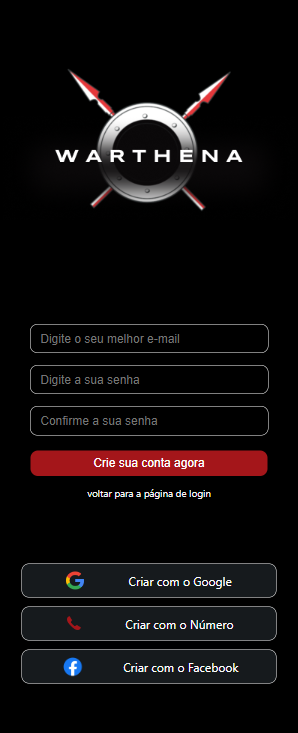 WARTHENA
Digite o seu melhor e-mail
Digite a sua senha
Confirme a sua senha
Crie sua conta agora
voltar para a página de login
Criar com o Google
Criar com o Número
Criar com o Facebook